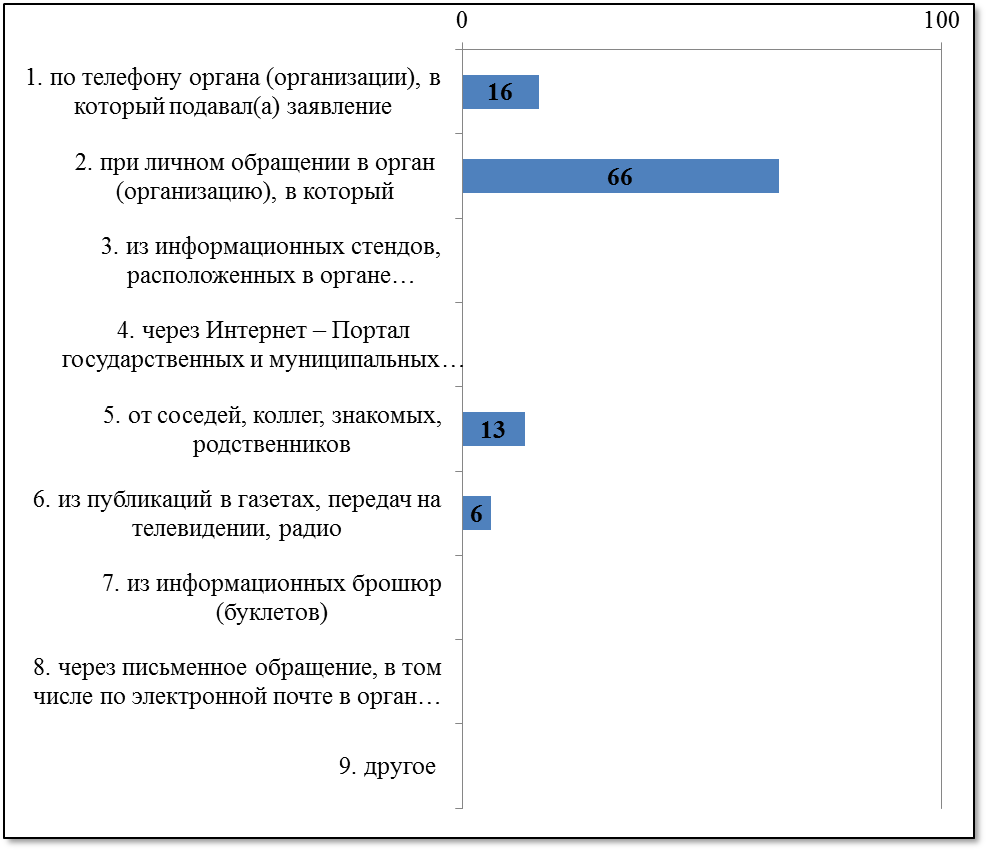 0 100
1. по телефону органа (организации), в
который подавал(а) заявление
16
2. при личном обращении в орган
(организацию), в который
66
3. из информационных стендов,
расположенных в органе…
4. через Интернет – Портал
государственных и муниципальных…
5. от соседей, коллег, знакомых,
родственников
13
6. из публикаций в газетах, передач на
телевидении, радио
6
7. из информационных брошюр
(буклетов)
8. через письменное обращение, в том
числе по электронной почте в орган…
9. другое